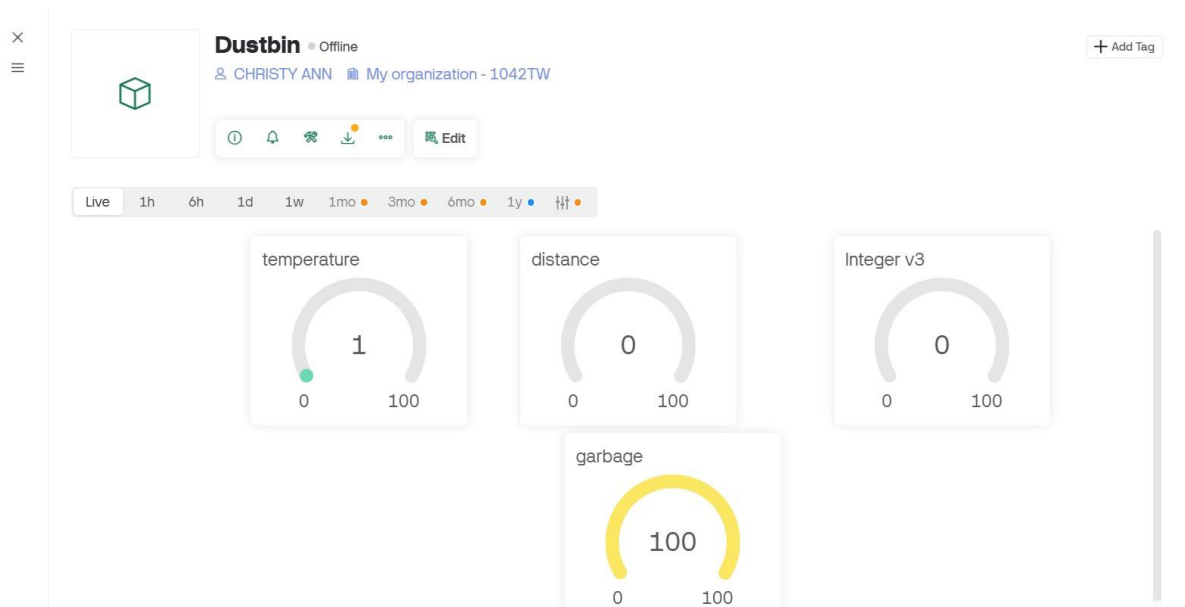 Dustbin Offline
CHRISTY ANN My organization - 1042TW
+ Add Tag
Edit
Live 1h 6h 1d 1w 1mo 3mo 6mo 1y
temperature
1
0 100
distance
0
0 100
Integer v3
0
0 100
garbage
100
0 100